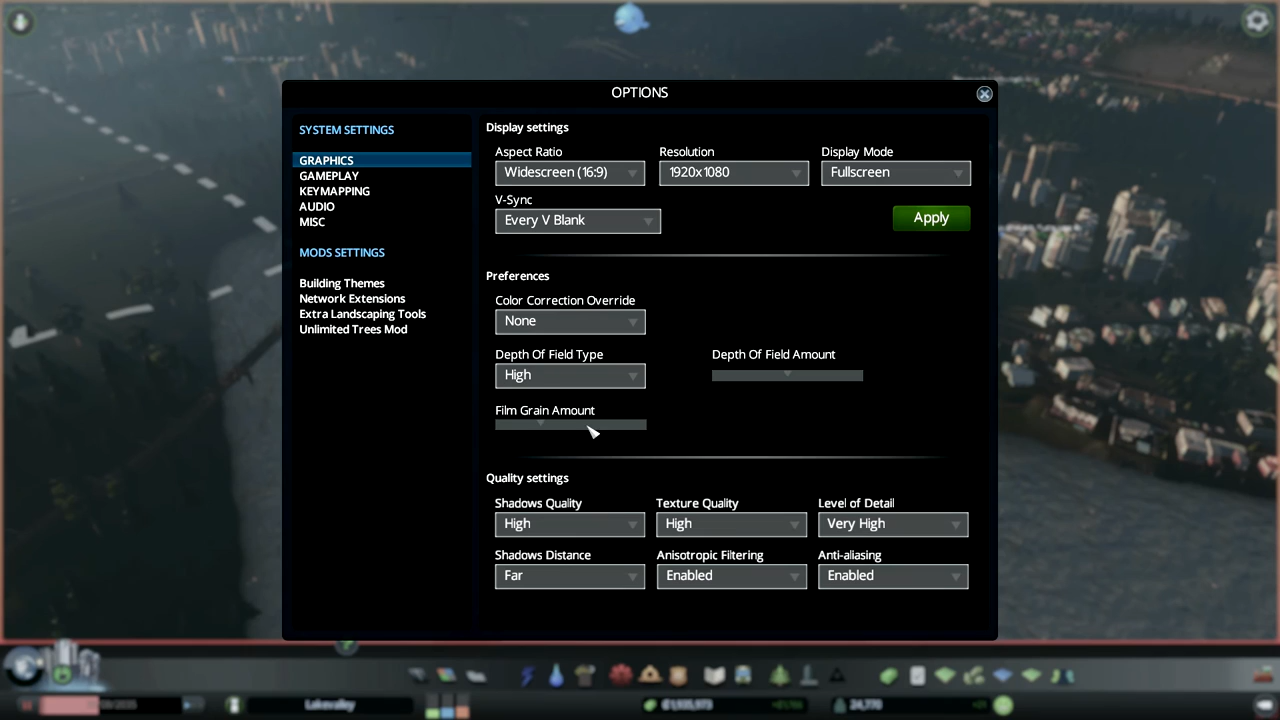 OPTIONS
SYSTEM SETTINGS
GRAPHICS
GAMEPLAY
KEYMAPPING
AUDIO
MISC
MODS SETTINGS
Building Themes
Network Extensions
Extra Landscaping Tools
Unlimited Trees Mod
Display settings
Aspect Ratio Resolution Display Mode
Widescreen (16:9) 1920x1080 Fullscreen
V-Sync
Every V Blank
Apply
Preferences
Color Correction Override
None
Depth Of Field Type Depth Of Field Amount
High
Film Grain Amount
Quality settings
Shadows Quality Texture Quality Level of Detail
High High Very High
Shadows Distance Anisotropic Filtering Anti-aliasing
Far Enabled Enabled
24,770